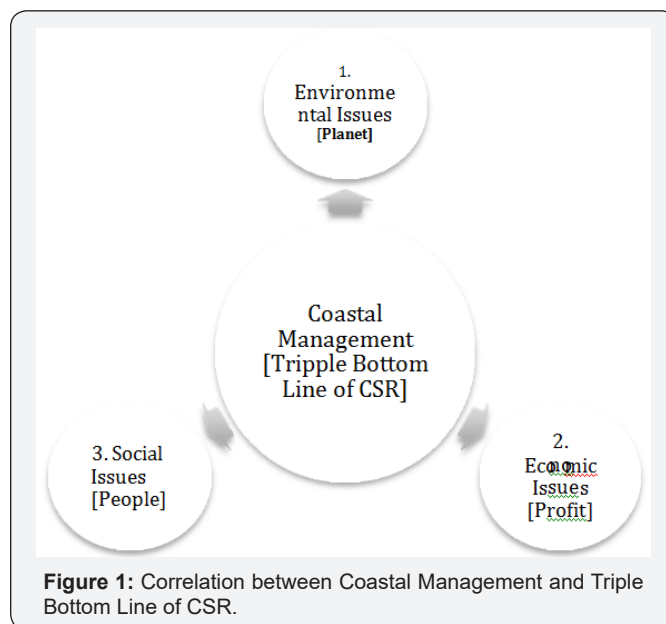 1.
Environme
ntal Issues
[Planet]
Coastal
Management
[Tripple Bottom
Line of CSR]
3. Social
Issues
[People]
2.
Economic
Issues
[Profit]
Figure 1: Correlation between Coastal Management and Triple
Bottom Line of CSR.